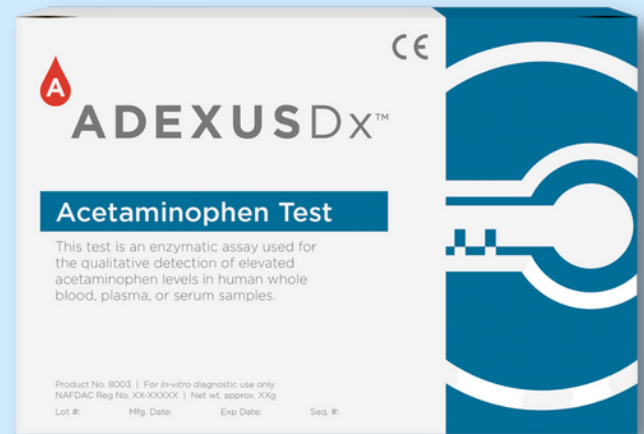 CE
A
ADEXUSDx™
Acetaminophen Test
This test is an enzymatic assay used for
the qualitative detection of elevated
acetaminophen levels in human whole
blood, plasma, or serum samples.
Product No. 8003 | For In-vitro diagnostic use only
NAFDAC Reg No. XX-XXXXX | Net wt. approx. XXg
Lot #: Mfg. Date: Exp Date: Seq. #: